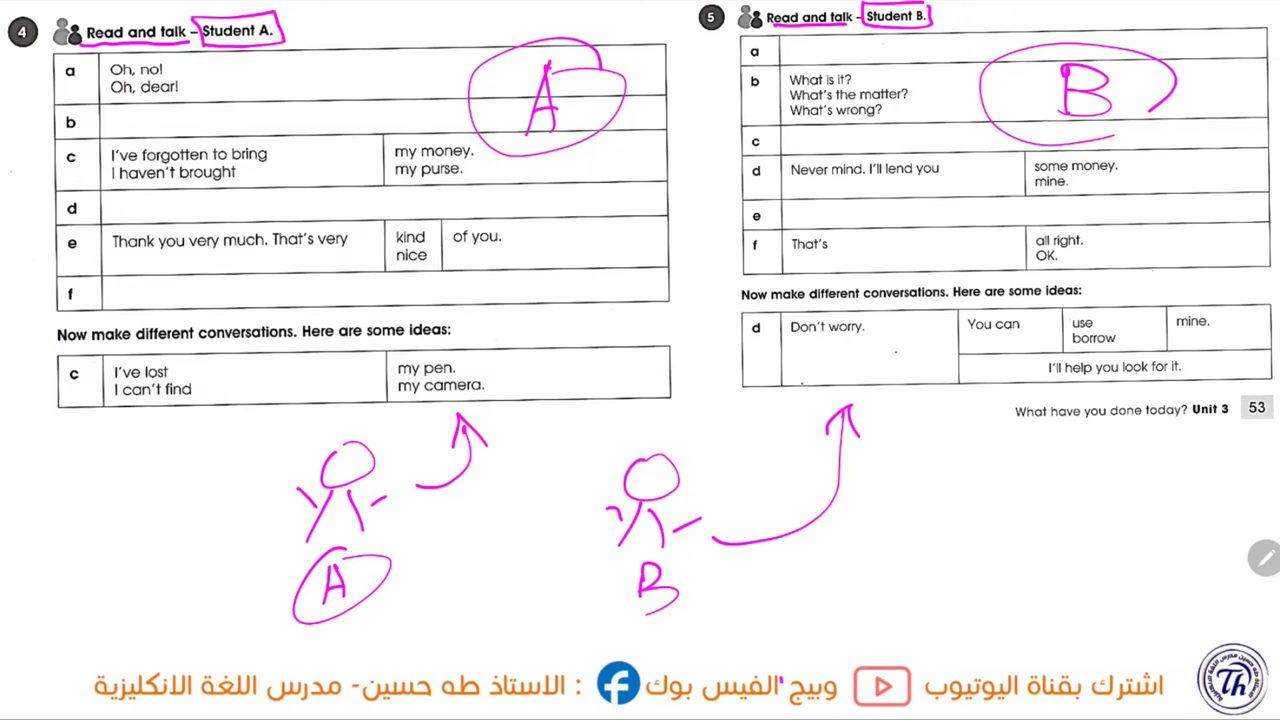 4 Read and talk – Student A.
a Oh, no!
Oh, dear!
A
b
c I've forgotten to bring my money.
I haven't brought my purse.
d
e Thank you very much. That's very kind of you.
nice
f
Now make different conversations. Here are some ideas:
c I've lost my pen.
I can't find my camera.
5 Read and talk – Student B.
a
b What is it?
What's the matter?
What's wrong?
B
c
d Never mind. I'll lend you some money.
mine.
e
f That's all right.
OK.
Now make different conversations. Here are some ideas:
d Don't worry. You can use mine.
borrow
I'll help you look for it.
What have you done today? Unit 3 53
A
B
اشترك بقناة اليوتيوب وبيج الفيس بوك : الاستاذ طه حسين- مدرس اللغة الانكليزية
Th